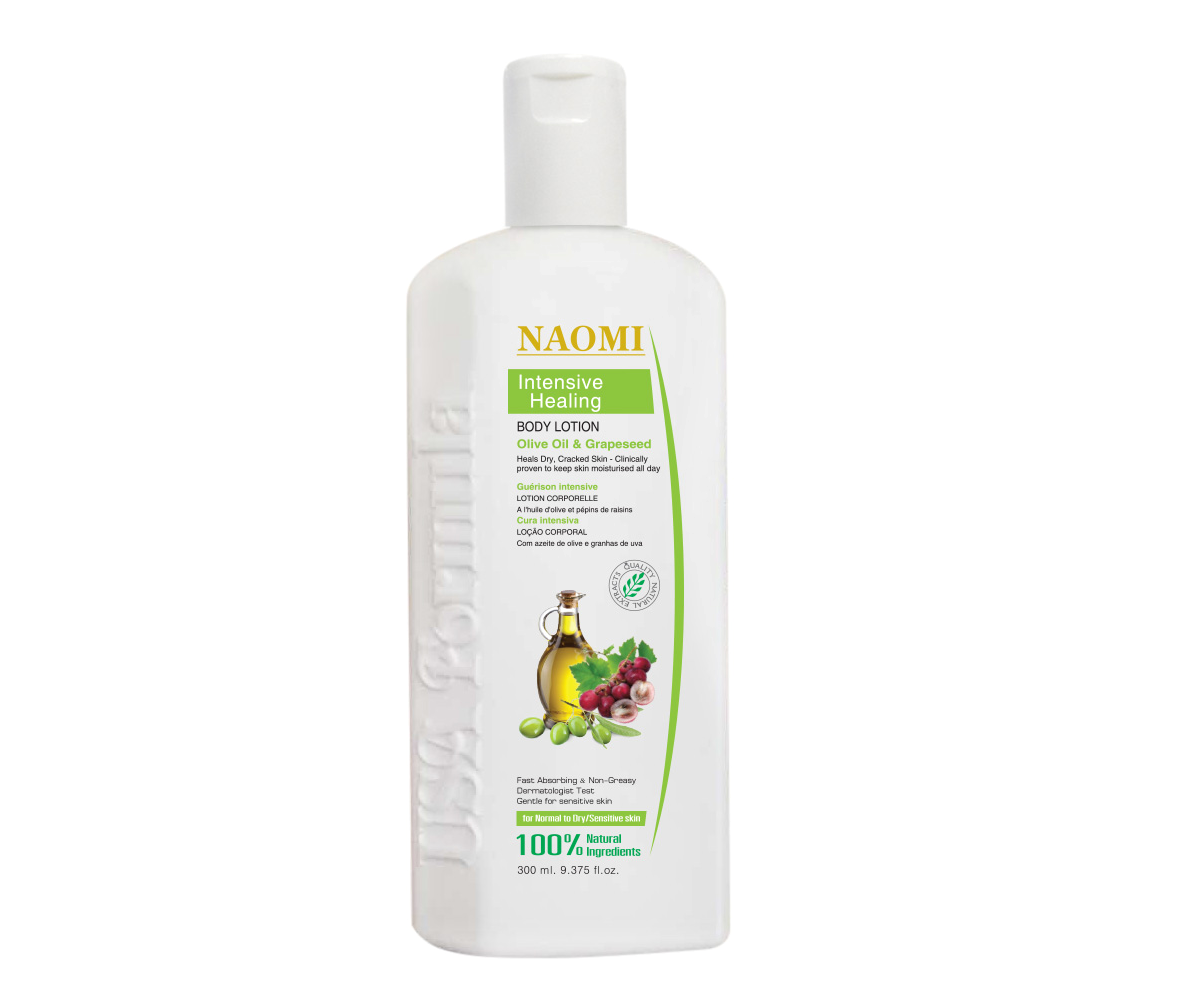 NAOMI
Intensive
Healing
BODY LOTION
Olive Oil & Grapeseed
Heals Dry, Cracked Skin - Clinically
proven to keep skin moisturised all day
Guérison intensive
LOTION CORPORELLE
A l'huile d'olive et pépins de raisins
Cura intensiva
LOÇÃO CORPORAL
Com azeite de olive e granhas de uva
QUALITY NATURAL EXTRACTS
Fast Absorbing & Non-Greasy
Dermatologist Test
Gentle for sensitive skin
for Normal to Dry/Sensitive skin
100% Natural
Ingredients
300 ml. 9.375 fl.oz.
USA Formula